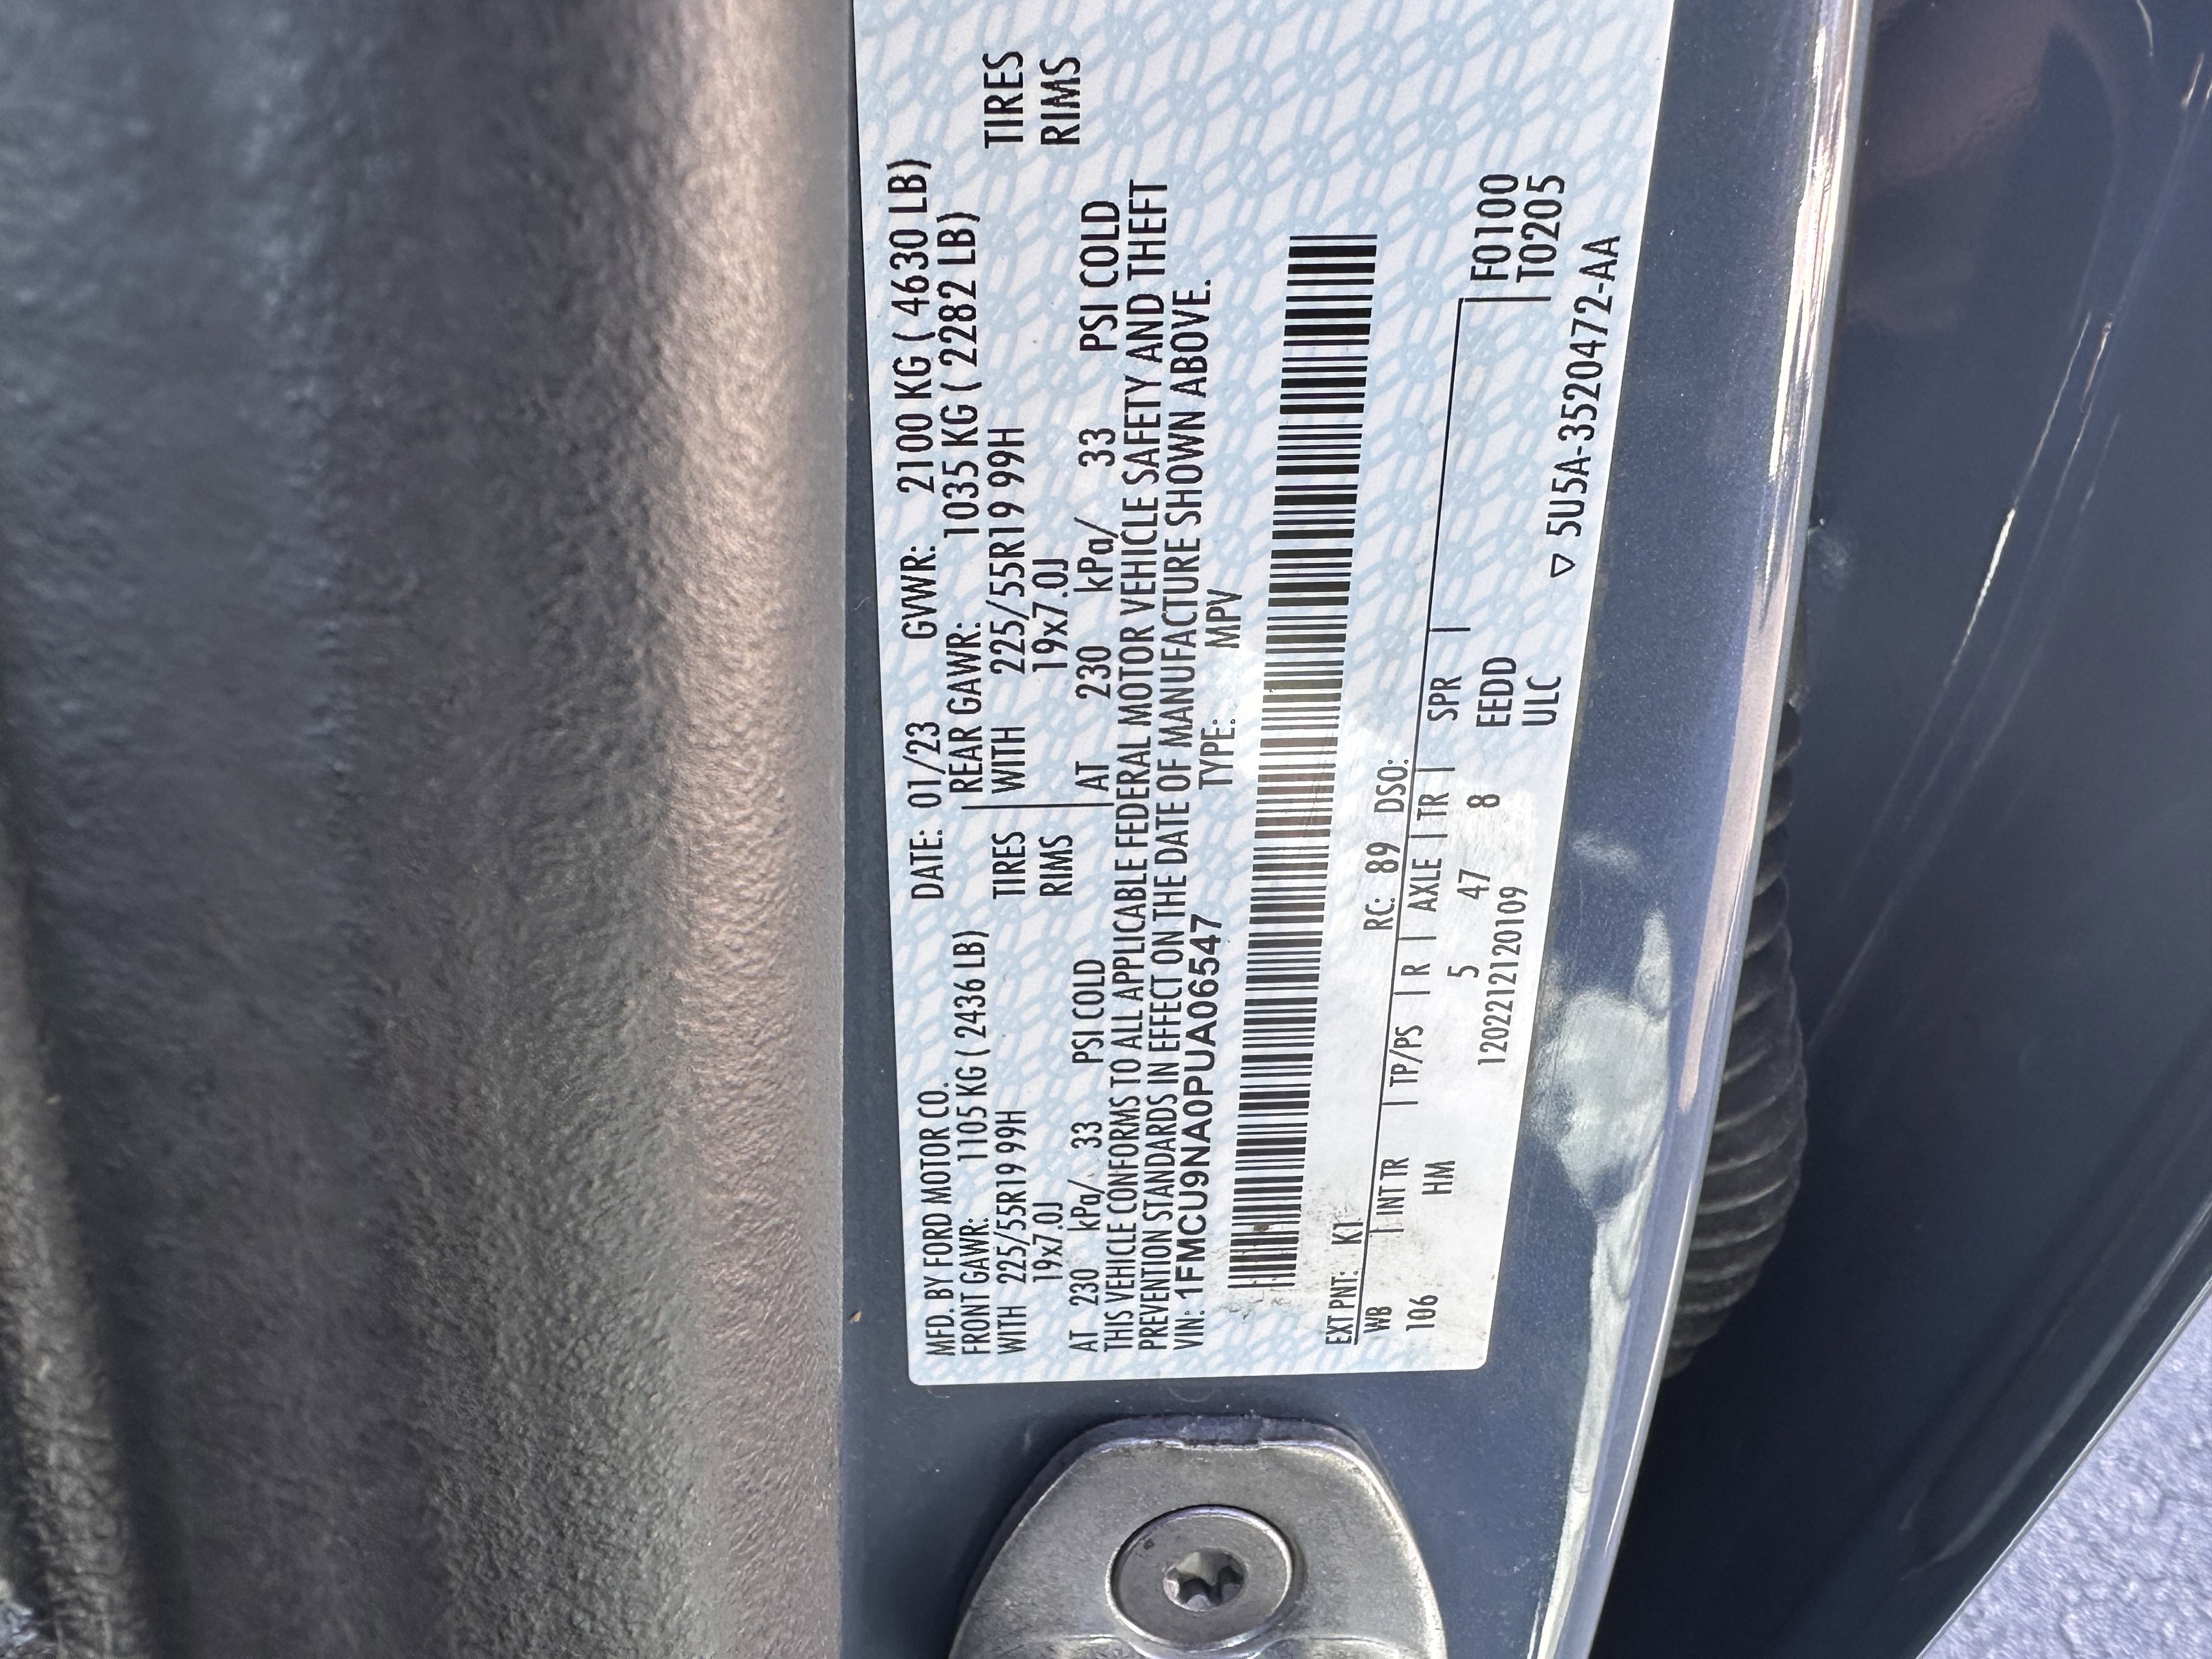 MFD. BY FORD MOTOR CO. DATE: 01/23 GVWR: 2100 KG ( 4630 LB)
FRONT GAWR: 1105 KG ( 2436 LB) REAR GAWR: 1035 KG ( 2282 LB)
WITH 225/55R19 99H TIRES WITH 225/55R19 99H TIRES
19x7.0J RIMS 19x7.0J RIMS
AT 230 kPa/ 33 PSI COLD AT 230 kPa/ 33 PSI COLD
THIS VEHICLE CONFORMS TO ALL APPLICABLE FEDERAL MOTOR VEHICLE SAFETY AND THEFT
PREVENTION STANDARDS IN EFFECT ON THE DATE OF MANUFACTURE SHOWN ABOVE.
VIN: 1FMCU9NA0PUA06547 TYPE: MPV
EXT PNT: K1 RC: 89 DSO:
WB | INT TR | TP/PS | R | AXLE | TR | SPR | F0100
106 HM 5 47 8 EEDD T0205
120221212010​9 ULC
▽ 5U5A-3520472-AA